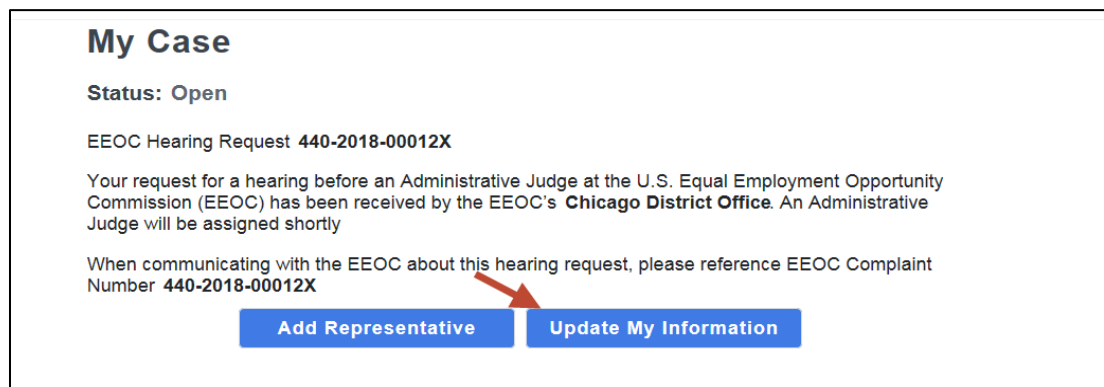 My Case
Status: Open
EEOC Hearing Request 440-2018-00012X
Your request for a hearing before an Administrative Judge at the U.S. Equal Employment Opportunity
Commission (EEOC) has been received by the EEOC's Chicago District Office. An Administrative
Judge will be assigned shortly
When communicating with the EEOC about this hearing request, please reference EEOC Complaint
Number 440-2018-00012X
Add Representative Update My Information